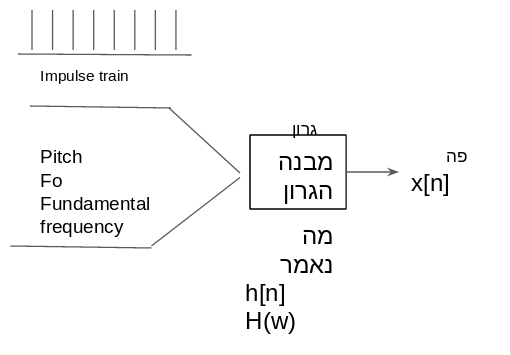 Impulse train
Pitch
Fo
Fundamental
frequency
גרון
מבנה
הגרון
פה
x[n]
מה
נאמר
h[n]
H(w)